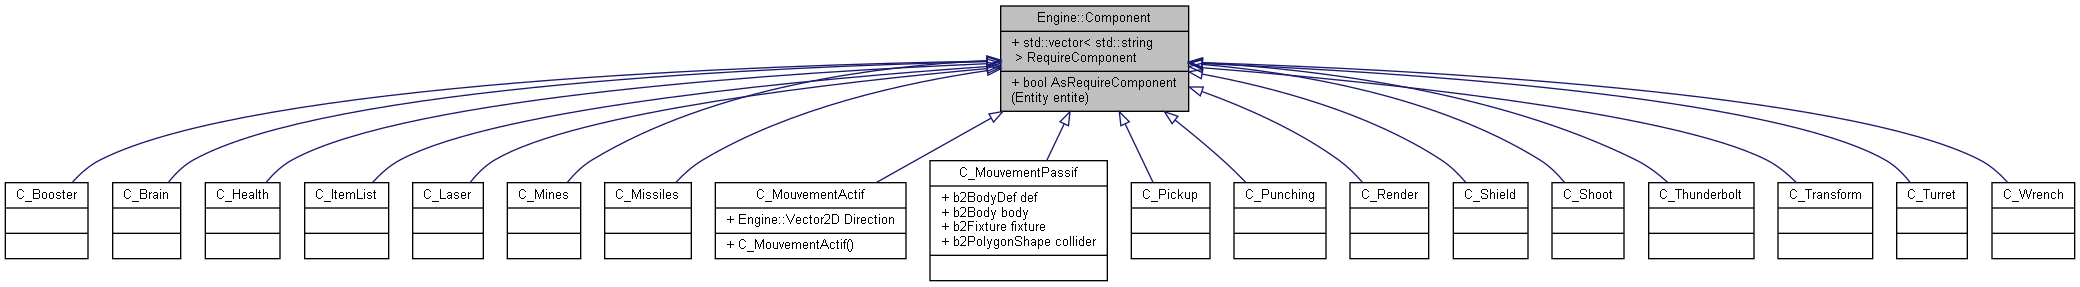 Engine::Component
+ std::vector< std::string
 > RequireComponent
+ bool AsRequireComponent
(Entity entite)
C_Booster
C_Brain
C_Health
C_ItemList
C_Laser
C_Mines
C_Missiles
C_MouvementActif
+ Engine::Vector2D Direction
+ C_MouvementActif()
C_MouvementPassif
+ b2BodyDef def
+ b2Body body
+ b2Fixture fixture
+ b2PolygonShape collider
C_Pickup
C_Punching
C_Render
C_Shield
C_Shoot
C_Thunderbolt
C_Transform
C_Turret
C_Wrench